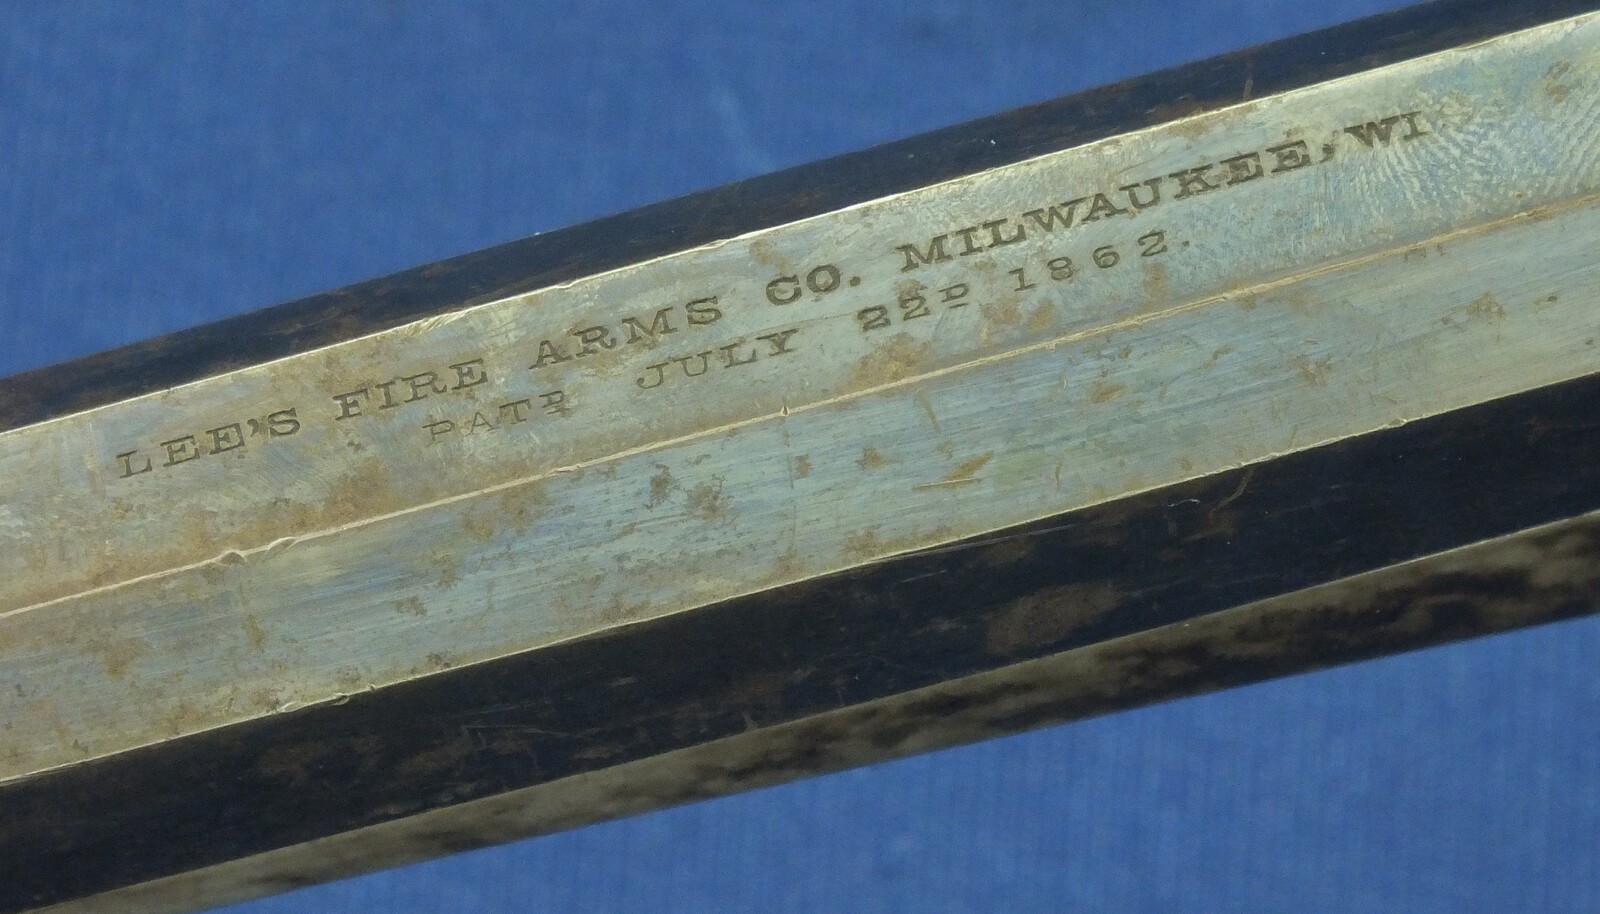 LEE'S FIRE ARMS CO. MILWAUKEE, WI
PATD JULY 22D 1862.